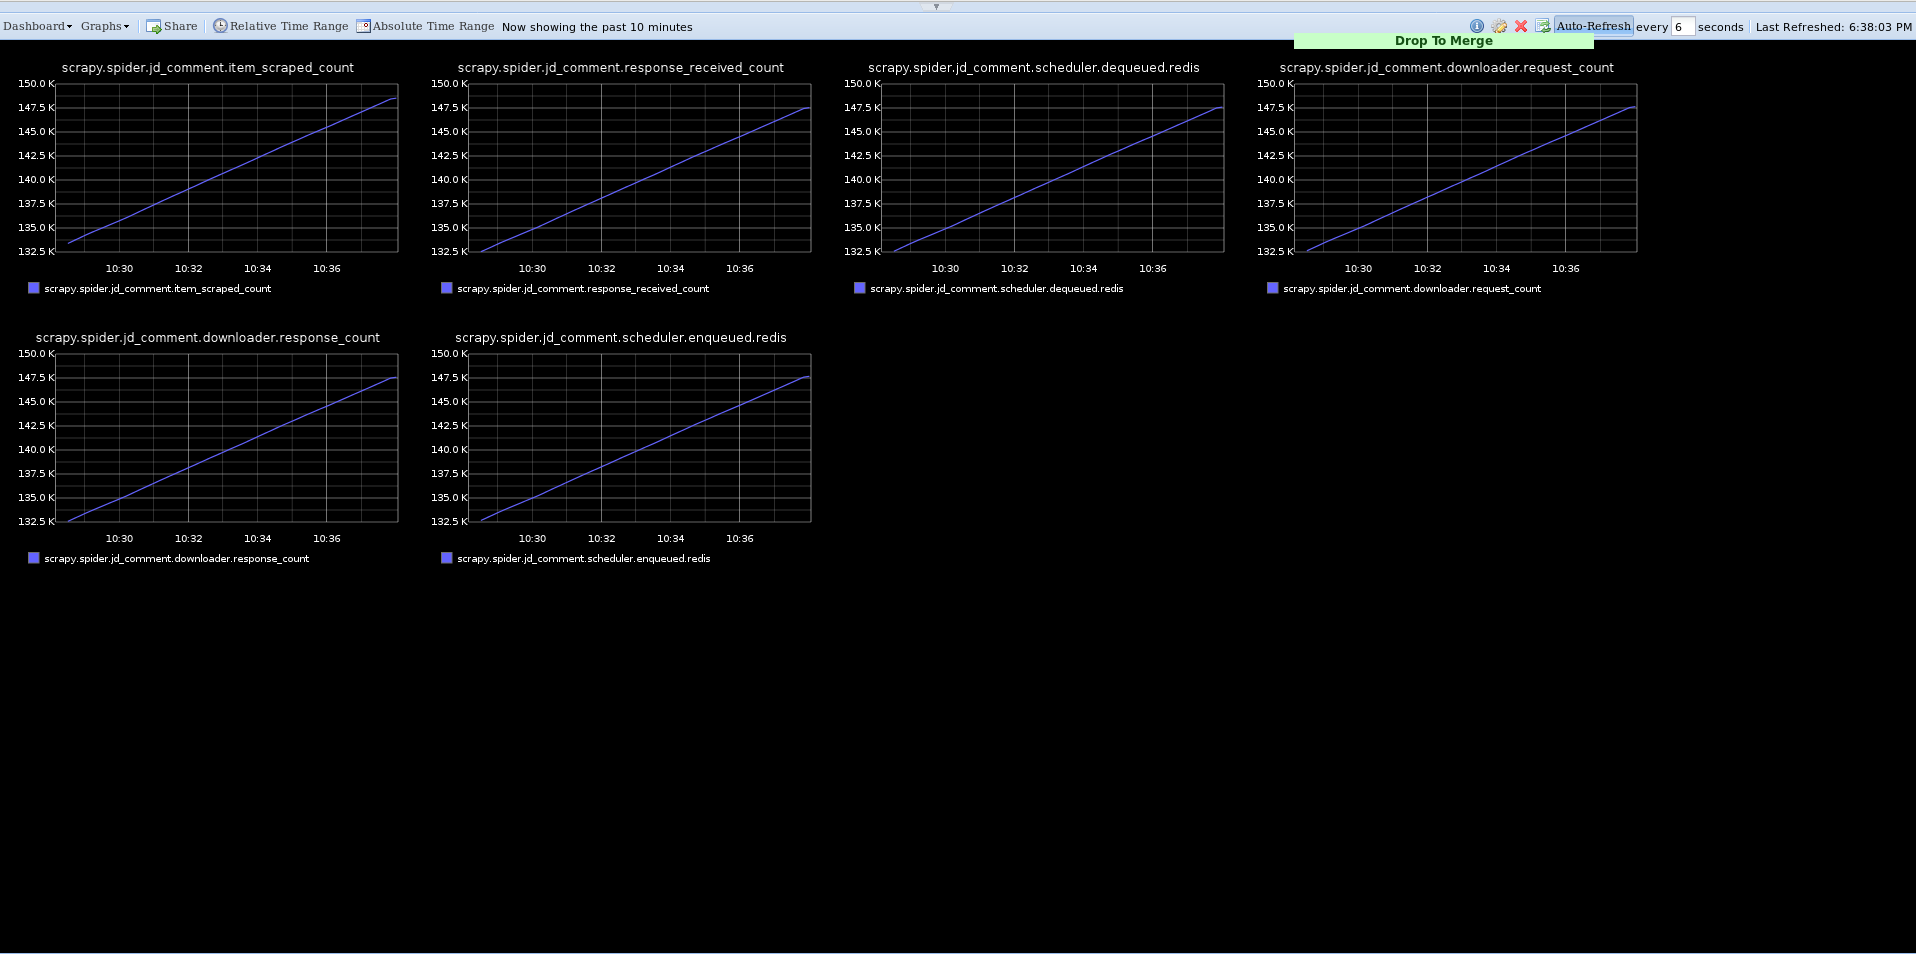 Dashboard Graphs Share Relative Time Range Absolute Time Range Now showing the past 10 minutes Auto-Refresh every 6 seconds Last Refreshed: 6:38:03 PM
Drop To Merge
scrapy.spider.jd_comment.item_scraped_count
150.0 K
147.5 K
145.0 K
142.5 K
140.0 K
137.5 K
135.0 K
132.5 K
10:30 10:32 10:34 10:36
scrapy.spider.jd_comment.item_scraped_count
scrapy.spider.jd_comment.response_received_count
150.0 K
147.5 K
145.0 K
142.5 K
140.0 K
137.5 K
135.0 K
132.5 K
10:30 10:32 10:34 10:36
scrapy.spider.jd_comment.response_received_count
scrapy.spider.jd_comment.scheduler.dequeued.redis
150.0 K
147.5 K
145.0 K
142.5 K
140.0 K
137.5 K
135.0 K
132.5 K
10:30 10:32 10:34 10:36
scrapy.spider.jd_comment.scheduler.dequeued.redis
scrapy.spider.jd_comment.downloader.request_count
150.0 K
147.5 K
145.0 K
142.5 K
140.0 K
137.5 K
135.0 K
132.5 K
10:30 10:32 10:34 10:36
scrapy.spider.jd_comment.downloader.request_count
scrapy.spider.jd_comment.downloader.response_count
150.0 K
147.5 K
145.0 K
142.5 K
140.0 K
137.5 K
135.0 K
132.5 K
10:30 10:32 10:34 10:36
scrapy.spider.jd_comment.downloader.response_count
scrapy.spider.jd_comment.scheduler.enqueued.redis
150.0 K
147.5 K
145.0 K
142.5 K
140.0 K
137.5 K
135.0 K
132.5 K
10:30 10:32 10:34 10:36
scrapy.spider.jd_comment.scheduler.enqueued.redis